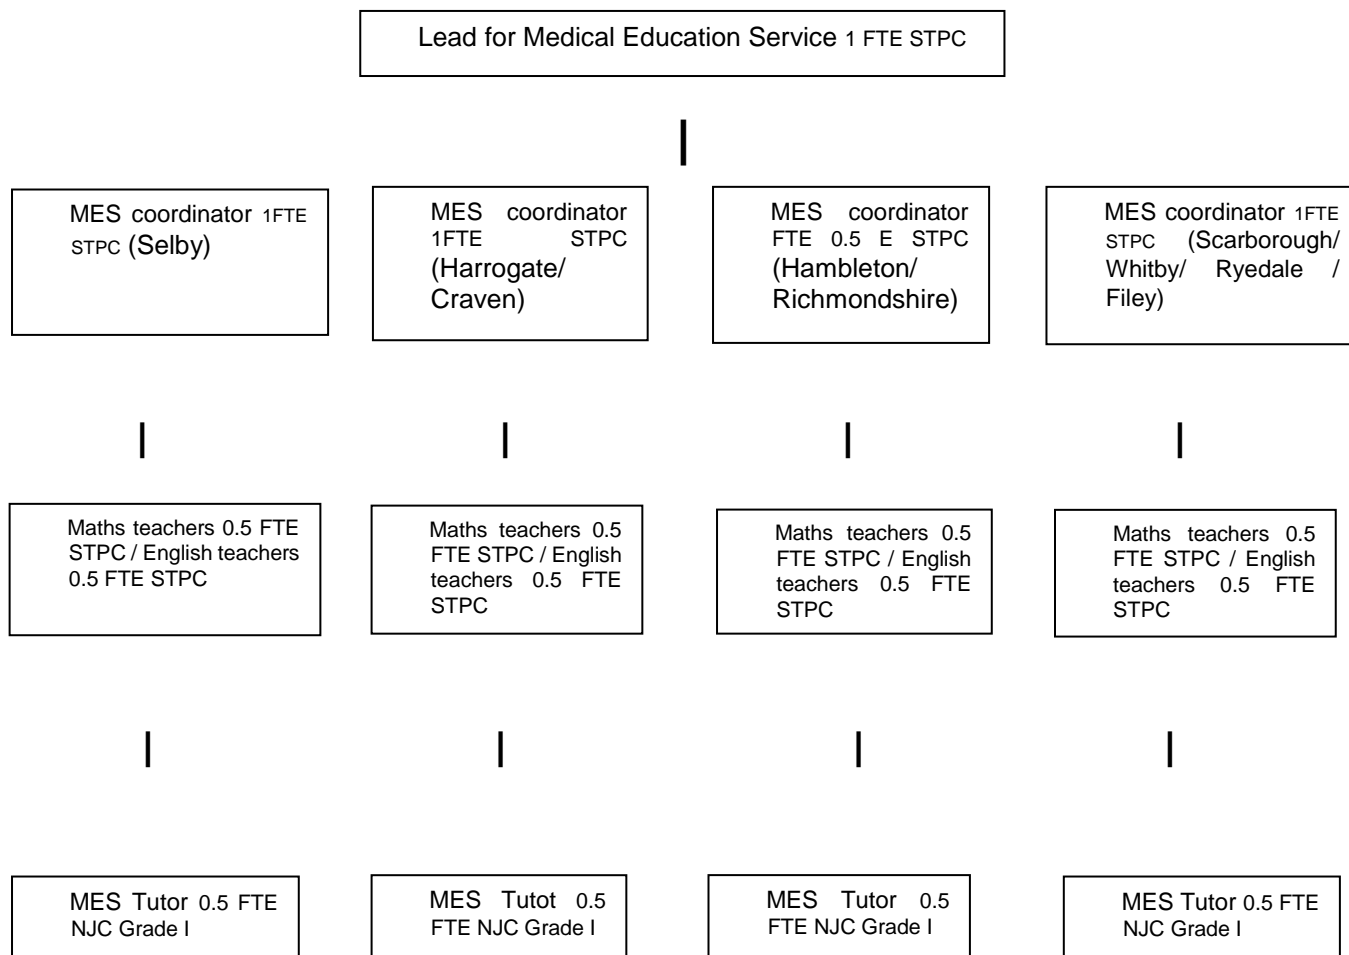 Lead for Medical Education Service 1 FTE STPC
MES coordinator 1FTE
STPC (Selby)
MES coordinator
1FTE STPC
(Harrogate/
Craven)
MES coordinator
FTE 0.5 E STPC
(Hambleton/
Richmondshire)
MES coordinator 1FTE
STPC (Scarborough/
Whitby/ Ryedale /
Filey)
Maths teachers 0.5 FTE
STPC / English teachers
0.5 FTE STPC
Maths teachers 0.5
FTE STPC / English
teachers 0.5 FTE
STPC
Maths teachers 0.5
FTE STPC / English
teachers 0.5 FTE
STPC
Maths teachers 0.5
FTE STPC / English
teachers 0.5 FTE
STPC
MES Tutor 0.5 FTE
NJC Grade I
MES Tutot 0.5
FTE NJC Grade I
MES Tutor 0.5
FTE NJC Grade I
MES Tutor 0.5 FTE
NJC Grade I